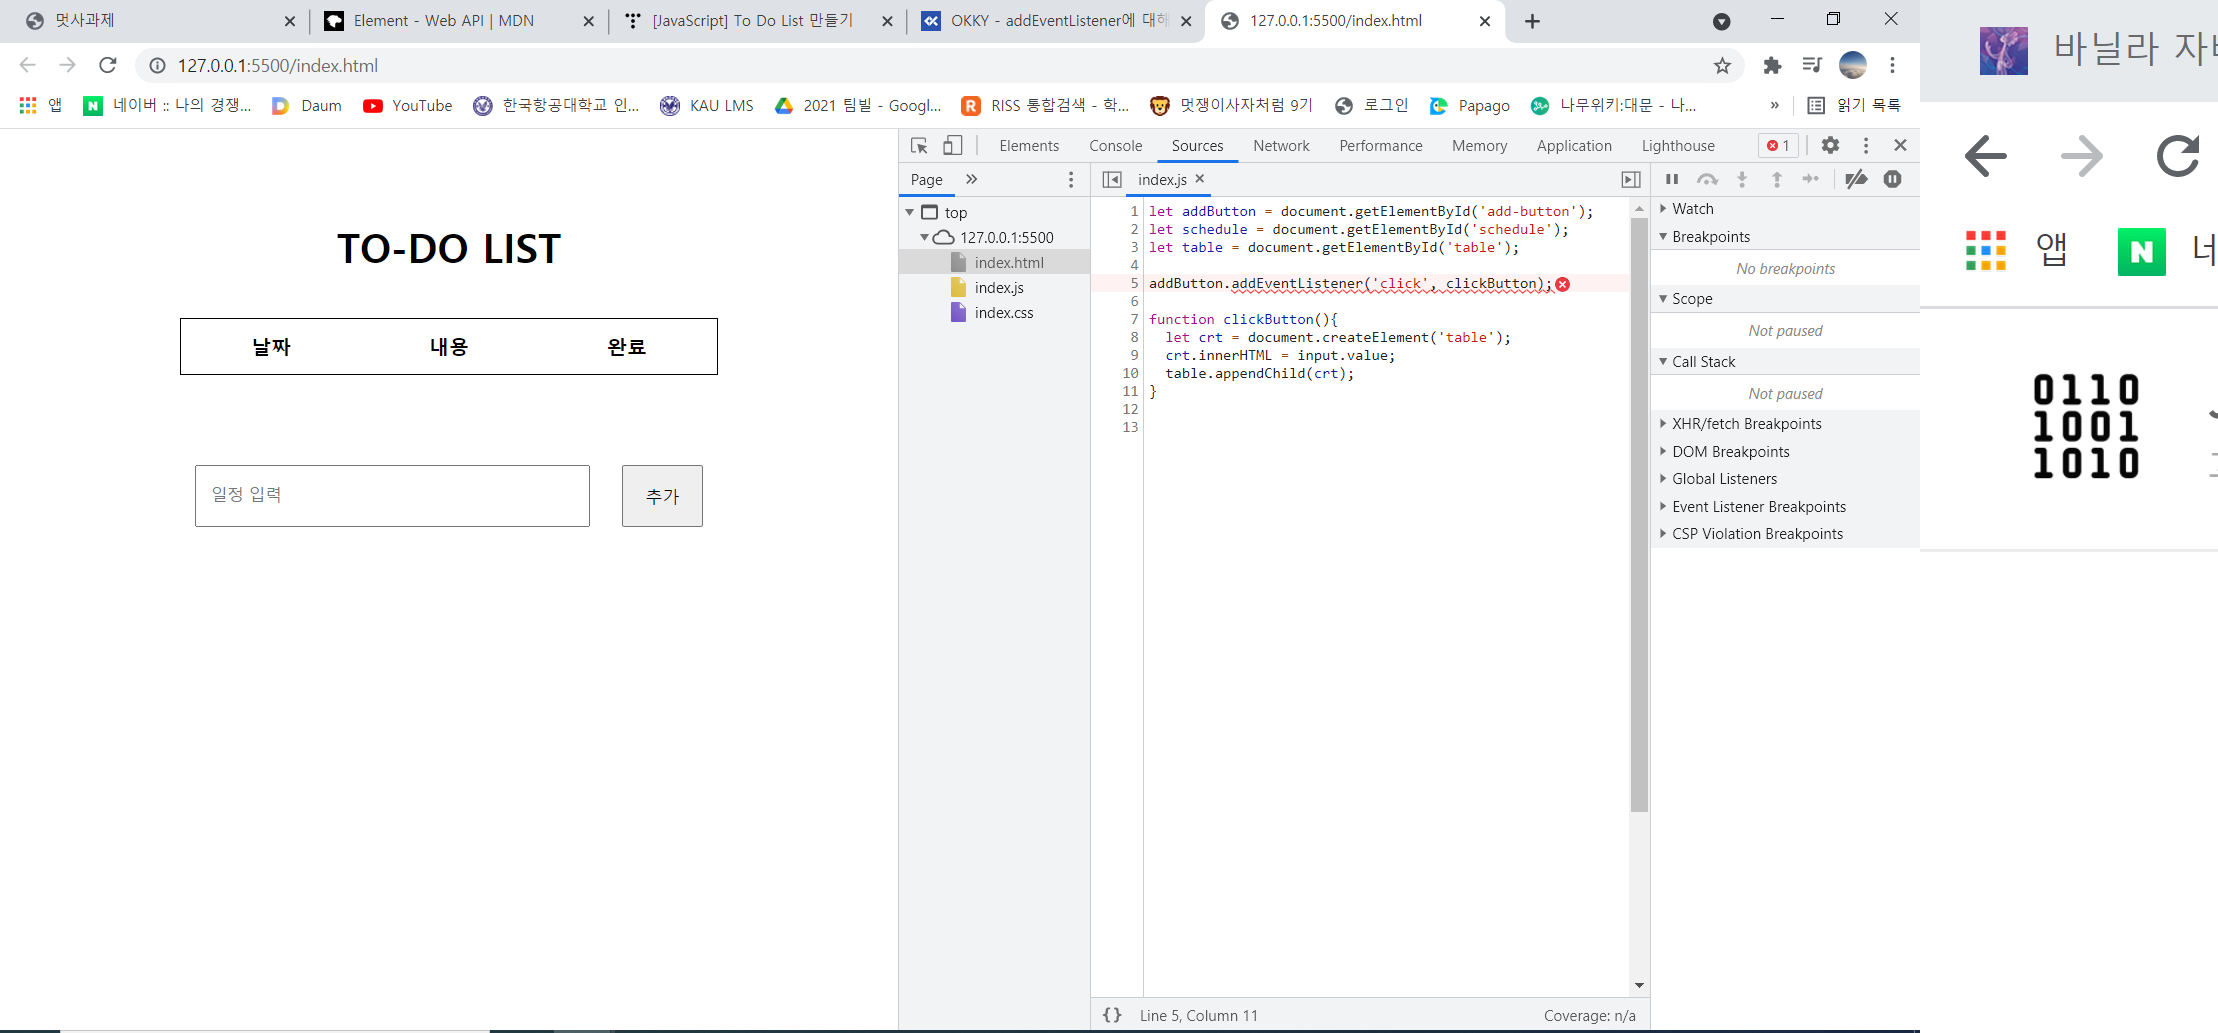 멋사과제
Element - Web API | MDN
[JavaScript] To Do List 만들기
OKKY - addEventListener에 대해
127.0.0.1:5500/index.html
127.0.0.1:5500/index.html
앱
네이버 :: 나의 경쟁...
Daum
YouTube
한국항공대학교 인...
KAU LMS
2021 팀빌 - Googl...
RISS 통합검색 - 학...
멋쟁이사자처럼 9기
로그인
Papago
나무위키:대문 - 나...
»
읽기 목록
Elements
Console
Sources
Network
Performance
Memory
Application
Lighthouse
1
Page
»
index.js
top
127.0.0.1:5500
index.html
index.js
index.css
1 let addButton = document.getElementById('add-button');
2 let schedule = document.getElementById('schedule');
3 let table = document.getElementById('table');
4
5 addButton.addEventListener('click', clickButton);
6
7 function clickButton(){
8 let crt = document.createElement('table');
9 crt.innerHTML = input.value;
10 table.appendChild(crt);
11 }
12
13
{ } Line 5, Column 11
Coverage: n/a
Watch
Breakpoints
No breakpoints
Scope
Not paused
Call Stack
Not paused
XHR/fetch Breakpoints
DOM Breakpoints
Global Listeners
Event Listener Breakpoints
CSP Violation Breakpoints
TO-DO LIST
날짜 내용 완료
일정 입력
추가
바닐라
앱
N
네
0110
1001
1010